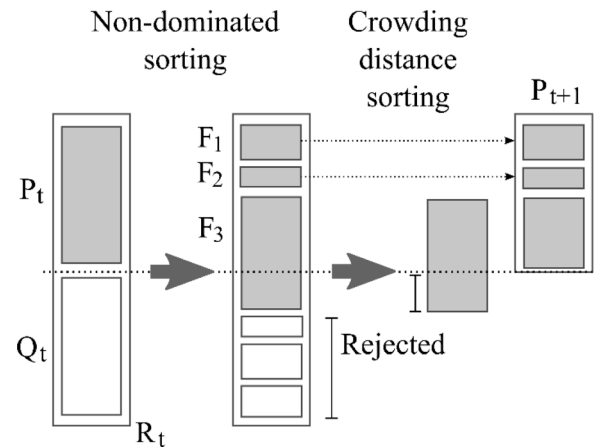 Non-dominated
sorting
Crowding
distance
sorting
P_{t+1}
F_1
F_2
P_t
F_3
Q_t
Rejected
R_t